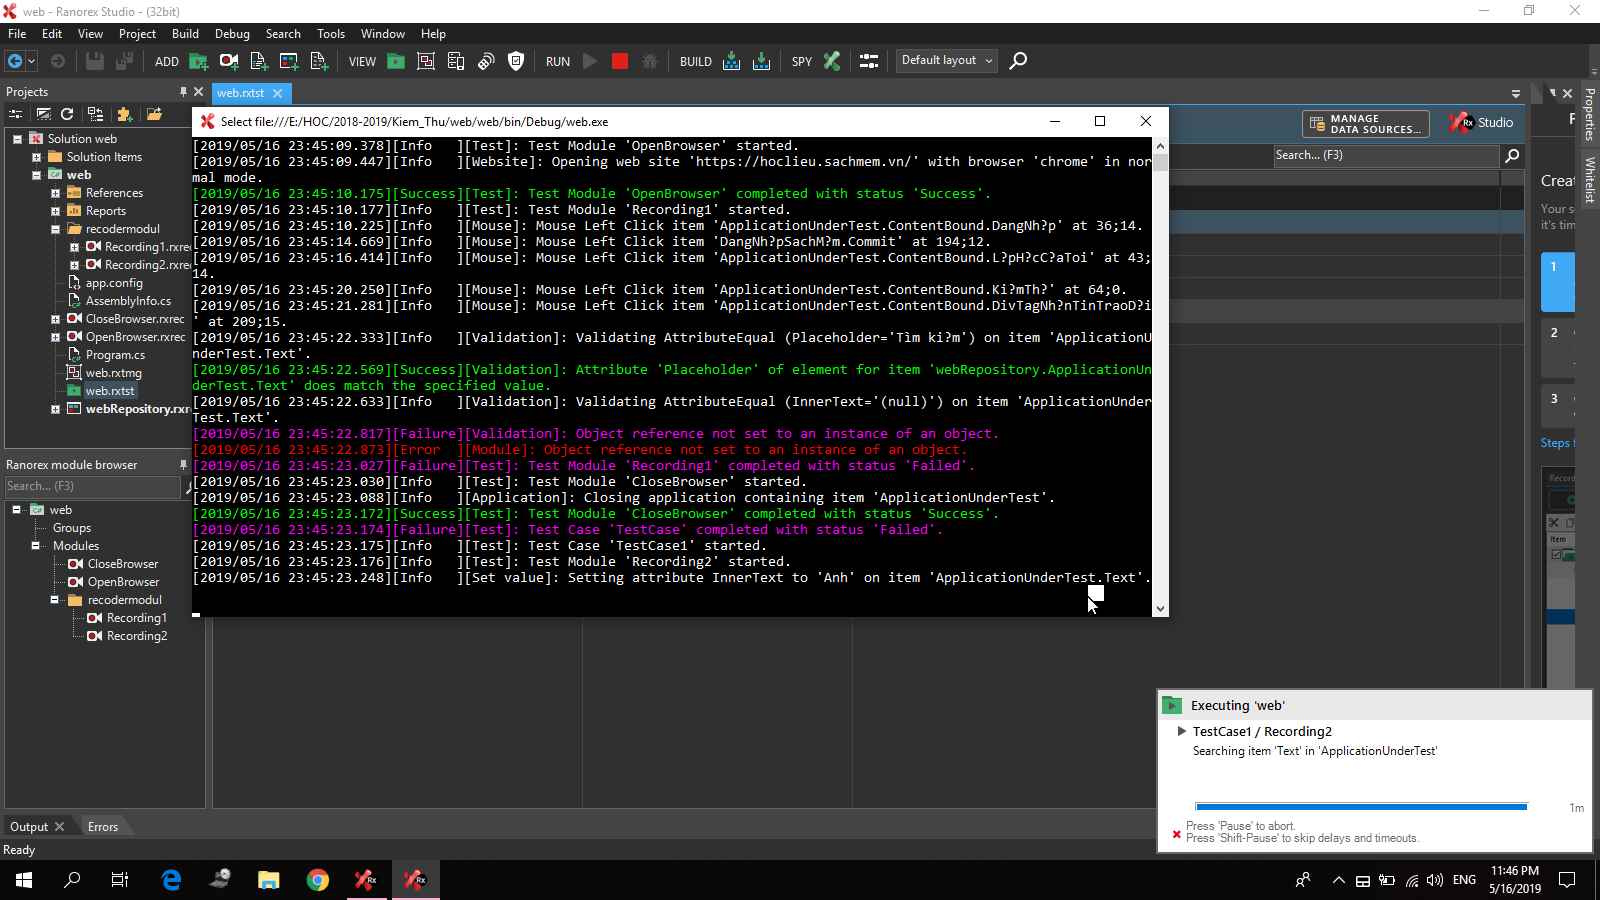 web - Ranorex Studio - (32bit)
File Edit View Project Build Debug Search Tools Window Help
ADD VIEW RUN BUILD SPY Default layout
Projects
web.rxtst
Solution web
Solution Items
web
References
Reports
recodermodul
Recording1.rxrec
Recording2.rxrec
app.config
AssemblyInfo.cs
CloseBrowser.rxrec
OpenBrowser.rxrec
Program.cs
web.rxtmg
web.rxtst
webRepository.rxr
Ranorex module browser
Search... (F3)
web
Groups
Modules
CloseBrowser
OpenBrowser
recodermodul
Recording1
Recording2
Select file:///E:/HOC/2018-2019/Kiem_Thu/web/web/bin/Debug/web.exe
[2019/05/16 23:45:09.378][Info   ][Test]: Test Module 'OpenBrowser' started.
[2019/05/16 23:45:09.447][Info   ][Website]: Opening web site 'https://hoclieu.sachmem.vn/' with browser 'chrome' in nor
mal mode.
[2019/05/16 23:45:10.175][Success][Test]: Test Module 'OpenBrowser' completed with status 'Success'.
[2019/05/16 23:45:10.177][Info   ][Test]: Test Module 'Recording1' started.
[2019/05/16 23:45:10.225][Info   ][Mouse]: Mouse Left Click item 'ApplicationUnderTest.ContentBound.DangNh?p' at 36;14.
[2019/05/16 23:45:14.669][Info   ][Mouse]: Mouse Left Click item 'DangNh?pSachM?m.Commit' at 194;12.
[2019/05/16 23:45:16.414][Info   ][Mouse]: Mouse Left Click item 'ApplicationUnderTest.ContentBound.L?pH?cC?aToi' at 43;
14.
[2019/05/16 23:45:20.250][Info   ][Mouse]: Mouse Left Click item 'ApplicationUnderTest.ContentBound.Ki?mTh?' at 64;0.
[2019/05/16 23:45:21.281][Info   ][Mouse]: Mouse Left Click item 'ApplicationUnderTest.ContentBound.DivTagNh?nTinTraoD?i
' at 209;15.
[2019/05/16 23:45:22.333][Info   ][Validation]: Validating AttributeEqual (Placeholder='Tìm ki?m') on item 'ApplicationU
nderTest.Text'.
[2019/05/16 23:45:22.569][Success][Validation]: Attribute 'Placeholder' of element for item 'webRepository.ApplicationUn
derTest.Text' does match the specified value.
[2019/05/16 23:45:22.633][Info   ][Validation]: Validating AttributeEqual (InnerText='(null)') on item 'ApplicationUnder
Test.Text'.
[2019/05/16 23:45:22.817][Failure][Validation]: Object reference not set to an instance of an object.
[2019/05/16 23:45:22.873][Error  ][Module]: Object reference not set to an instance of an object.
[2019/05/16 23:45:23.027][Failure][Test]: Test Module 'Recording1' completed with status 'Failed'.
[2019/05/16 23:45:23.030][Info   ][Test]: Test Module 'CloseBrowser' started.
[2019/05/16 23:45:23.088][Info   ][Application]: Closing application containing item 'ApplicationUnderTest'.
[2019/05/16 23:45:23.172][Success][Test]: Test Module 'CloseBrowser' completed with status 'Success'.
[2019/05/16 23:45:23.174][Failure][Test]: Test Case 'TestCase' completed with status 'Failed'.
[2019/05/16 23:45:23.175][Info   ][Test]: Test Case 'TestCase1' started.
[2019/05/16 23:45:23.176][Info   ][Test]: Test Module 'Recording2' started.
[2019/05/16 23:45:23.248][Info   ][Set value]: Setting attribute InnerText to 'Anh' on item 'ApplicationUnderTest.Text'.
MANAGE
DATA SOURCES...
Rx Studio
Search... (F3)
Properties
Whitelist
Creat
Your s
it's tim
1
2
3
Steps f
Recor
Item
Executing 'web'
TestCase1 / Recording2
Searching item 'Text' in 'ApplicationUnderTest'
1m
Press 'Pause' to abort.
Press 'Shift-Pause' to skip delays and timeouts.
Output Errors
Ready
Rx
Rx
ENG
11:46 PM
5/16/2019